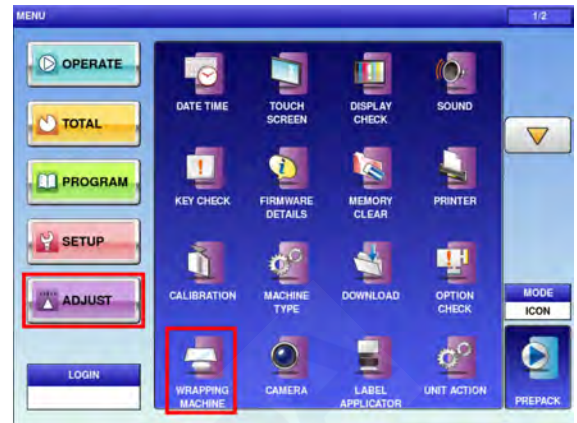 MENU
1/2
OPERATE
TOTAL
PROGRAM
SETUP
ADJUST
LOGIN
DATE TIME
TOUCH
SCREEN
DISPLAY
CHECK
SOUND
KEY CHECK
FIRMWARE
DETAILS
MEMORY
CLEAR
PRINTER
CALIBRATION
MACHINE
TYPE
DOWNLOAD
OPTION
CHECK
WRAPPING
MACHINE
CAMERA
LABEL
APPLICATOR
UNIT ACTION
MODE
ICON
PREPACK